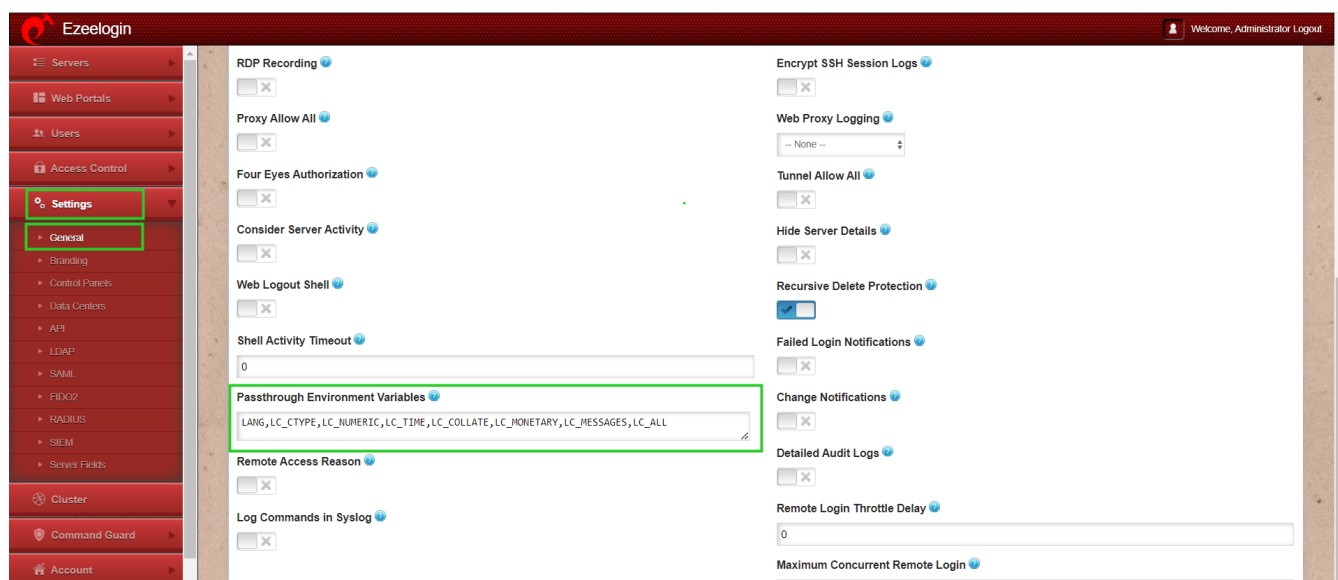 Ezeelogin
Welcome, Administrator Logout
Servers
Web Portals
Users
Access Control
Settings
General
Branding
Control Panels
Data Centers
API
LDAP
SAML
FIDO2
RADIUS
SIEM
Server Fields
Cluster
Command Guard
Account
RDP Recording
Proxy Allow All
Four Eyes Authorization
Consider Server Activity
Web Logout Shell
Shell Activity Timeout
0
Passthrough Environment Variables
LANG,LC_CTYPE,LC_NUMERIC,LC_TIME,LC_COLLATE,LC_MONETARY,LC_MESSAGES,LC_ALL
Remote Access Reason
Log Commands in Syslog
Encrypt SSH Session Logs
Web Proxy Logging
-- None --
Tunnel Allow All
Hide Server Details
Recursive Delete Protection
Failed Login Notifications
Change Notifications
Detailed Audit Logs
Remote Login Throttle Delay
0
Maximum Concurrent Remote Login